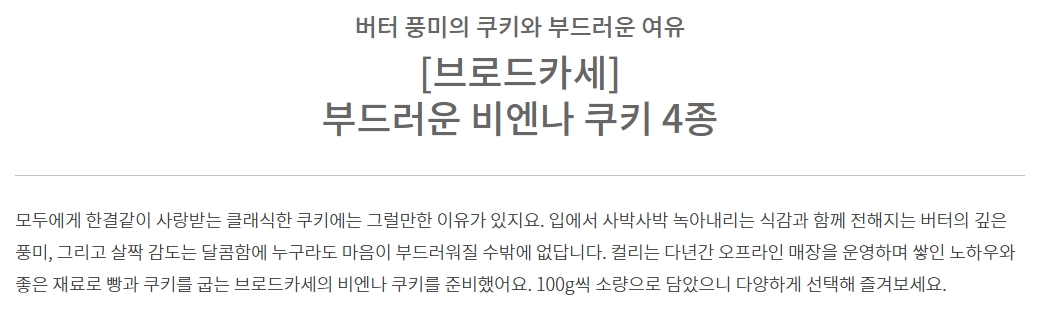 버터 풍미의 쿠키와 부드러운 여유
[브로드카세]
부드러운 비엔나 쿠키 4종
모두에게 한결같이 사랑받는 클래식한 쿠키에는 그럴만한 이유가 있지요. 입에서 사박사박 녹아내리는 식감과 함께 전해지는 버터의 깊은
풍미, 그리고 살짝 감도는 달콤함에 누구라도 마음이 부드러워질 수밖에 없답니다. 컬리는 다년간 오프라인 매장을 운영하며 쌓인 노하우와
좋은 재료로 빵과 쿠키를 굽는 브로드카세의 비엔나 쿠키를 준비했어요. 100g씩 소량으로 담았으니 다양하게 선택해 즐겨보세요.